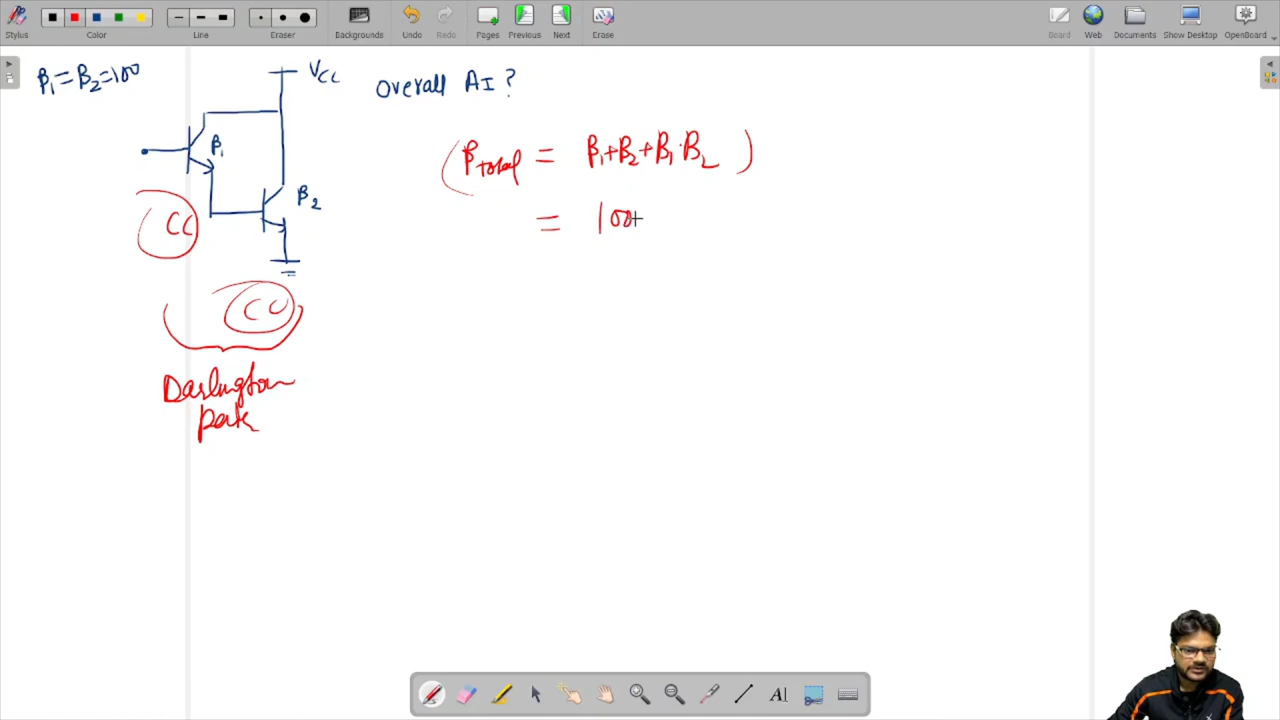 Stylus
Color
Line
Eraser
Backgrounds
Undo
Redo
Pages
Previous
Next
Erase
Board
Web
Documents
Show Desktop
OpenBoard
β₁=β₂=100
VCC
Overall AI ?
β₁
(βtotal = β₁+β₂+β₁·β₂)
β₂
CC
= 100+
CC
Darlington
Pair
AI